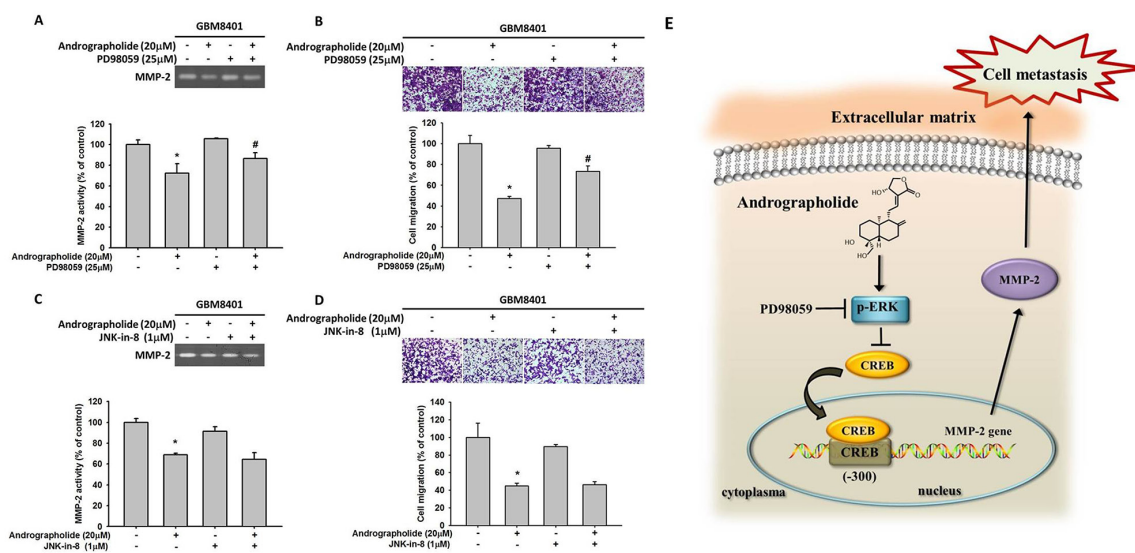 A
GBM8401
Andrographolide (20μM) - + - +
PD98059 (25μM) - - + +
MMP-2
MMP-2 activity (% of control)
120
100
80
60
40
20
0
*
#
Andrographolide (20μM) - + - +
PD98059 (25μM) - - + +
B
GBM8401
Andrographolide (20μM) - + - +
PD98059 (25μM) - - + +
Cell migration (% of control)
120
100
80
60
40
20
0
*
#
Andrographolide (20μM) - + - +
PD98059 (25μM) - - + +
C
GBM8401
Andrographolide (20μM) - + - +
JNK-in-8 (1μM) - - + +
MMP-2
MMP-2 activity (% of control)
120
100
80
60
40
20
0
*
Andrographolide (20μM) - + - +
JNK-in-8 (1μM) - - + +
D
GBM8401
Andrographolide (20μM) - + - +
JNK-in-8 (1μM) - - + +
Cell migration (% of control)
140
120
100
80
60
40
20
0
*
Andrographolide (20μM) - + - +
JNK-in-8 (1μM) - - + +
E
Cell metastasis
Extracellular matrix
Andrographolide
HO
O
O
HO
HO
H
MMP-2
PD98059
p-ERK
CREB
CREB
MMP-2 gene
CREB
(-300)
cytoplasma
nucleus